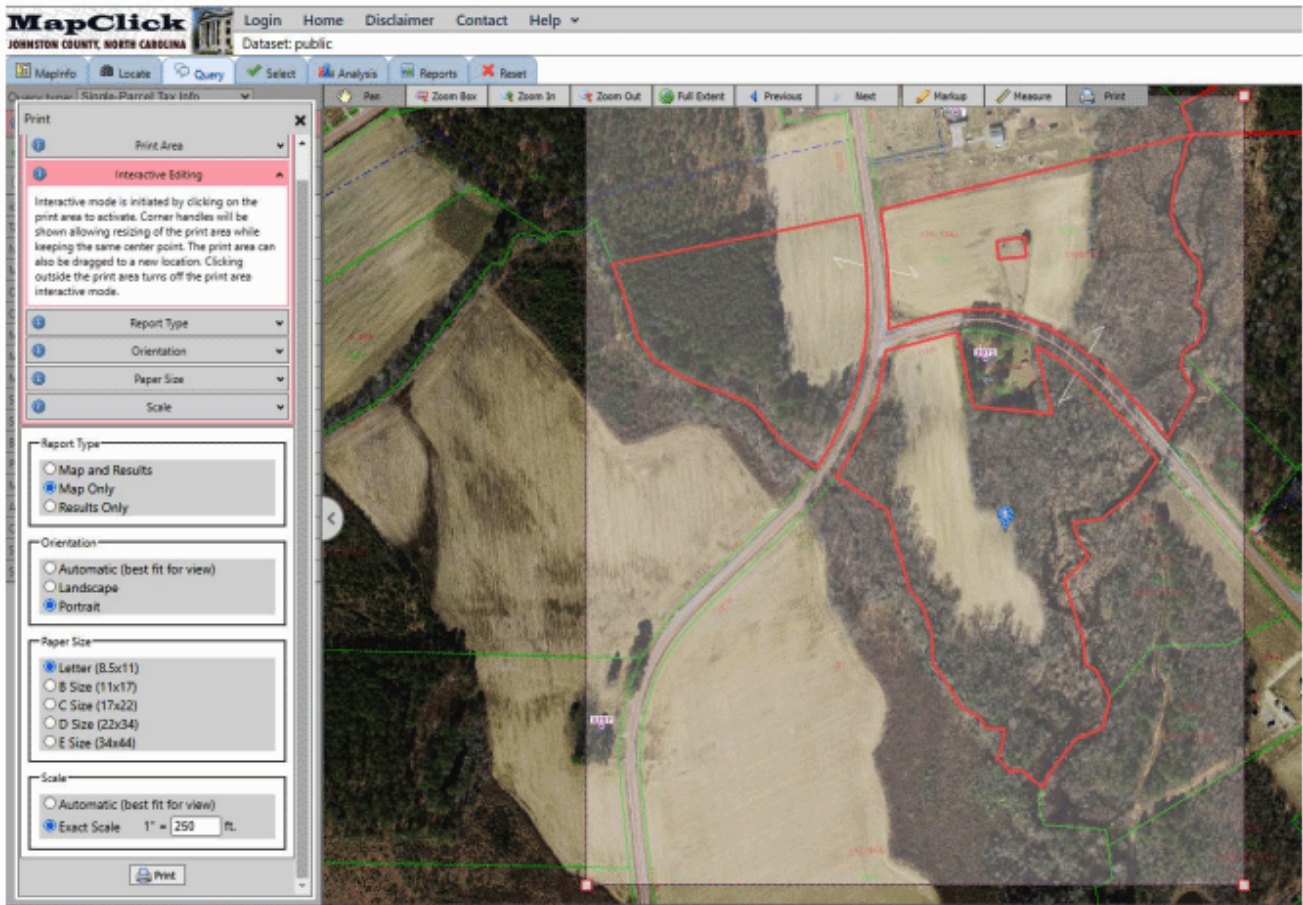 MapClick
JOHNSTON COUNTY, NORTH CAROLINA
Login Home Disclaimer Contact Help
Dataset: public
MapInfo Locate Query Select Analysis Reports Reset
Query type: Single-Parcel Tax Info
Pan Zoom Box Zoom In Zoom Out Full Extent Previous Next Markup Measure Print
Print
Print Area
Interactive Editing
Interactive mode is initiated by clicking on the
print area to activate. Corner handles will be
shown allowing resizing of the print area while
keeping the same center point. The print area can
also be dragged to a new location. Clicking
outside the print area turns off the print area
interactive mode.
Report Type
Orientation
Paper Size
Scale
Report Type
Map and Results
Map Only
Results Only
Orientation
Automatic (best fit for view)
Landscape
Portrait
Paper Size
Letter (8.5x11)
B Size (11x17)
C Size (17x22)
D Size (22x34)
E Size (34x44)
Scale
Automatic (best fit for view)
Exact Scale 1" = 250 ft.
Print